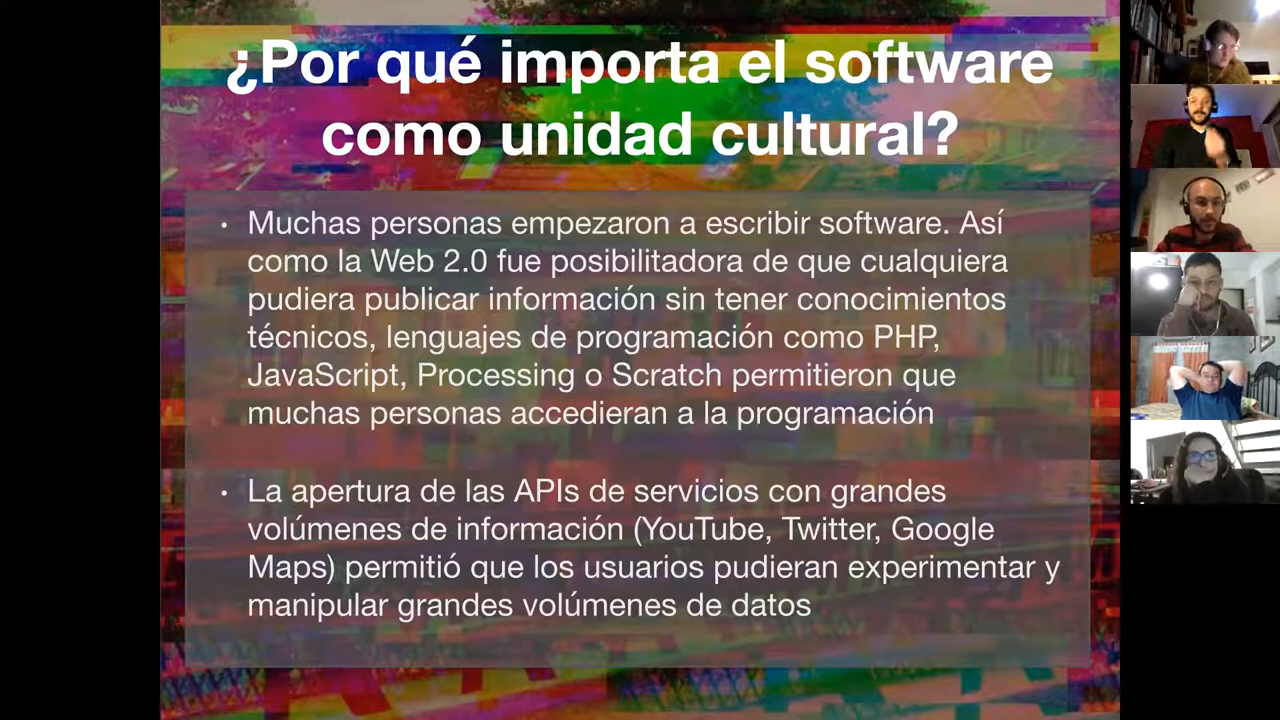 ¿Por qué importa el software
como unidad cultural?
• Muchas personas empezaron a escribir software. Así
como la Web 2.0 fue posibilitadora de que cualquiera
pudiera publicar información sin tener conocimientos
técnicos, lenguajes de programación como PHP,
JavaScript, Processing o Scratch permitieron que
muchas personas accedieran a la programación
• La apertura de las APIs de servicios con grandes
volúmenes de información (YouTube, Twitter, Google
Maps) permitió que los usuarios pudieran experimentar y
manipular grandes volúmenes de datos